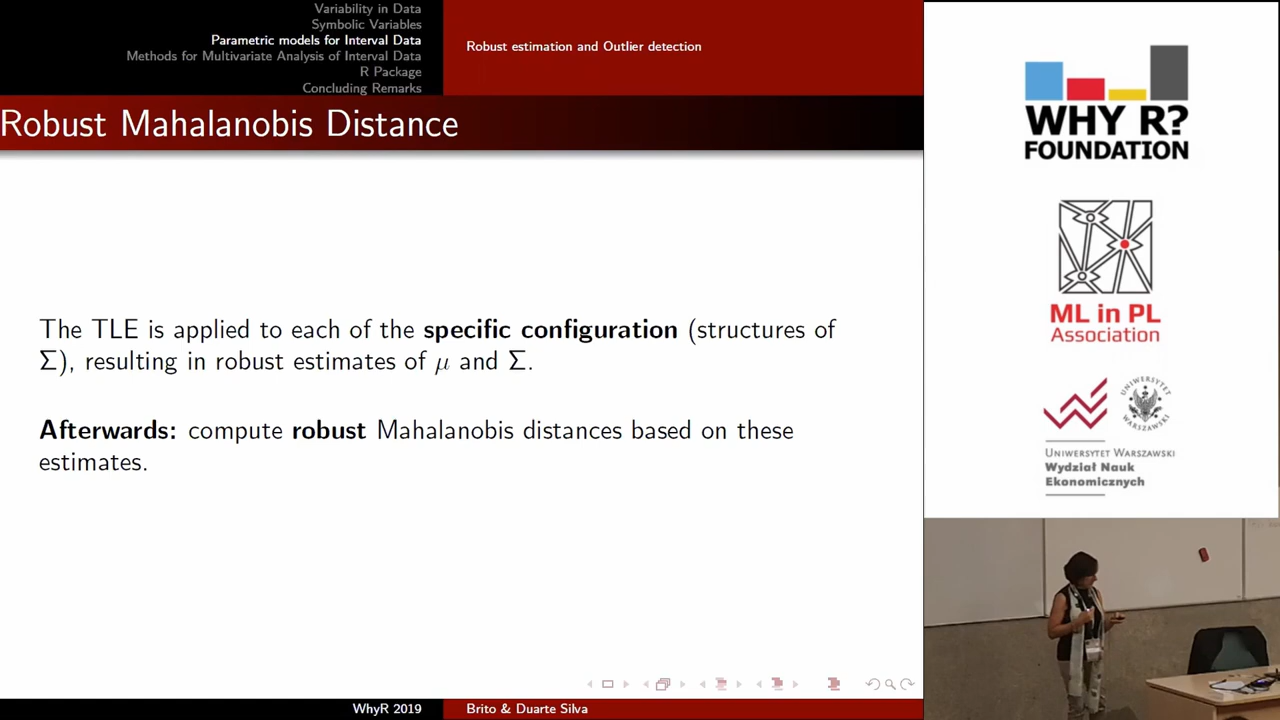 Variability in Data
Symbolic Variables
Parametric models for Interval Data
Methods for Multivariate Analysis of Interval Data
R Package
Concluding Remarks
Robust estimation and Outlier detection
Robust Mahalanobis Distance
The TLE is applied to each of the specific configuration (structures of
Σ), resulting in robust estimates of μ and Σ.
Afterwards: compute robust Mahalanobis distances based on these
estimates.
WhyR 2019
Brito & Duarte Silva
WHY R?
FOUNDATION
ML in PL
Association
UNIWERSYTET
WARSZAWSKI
UNIWERSYTET WARSZAWSKI
Wydział Nauk
Ekonomicznych